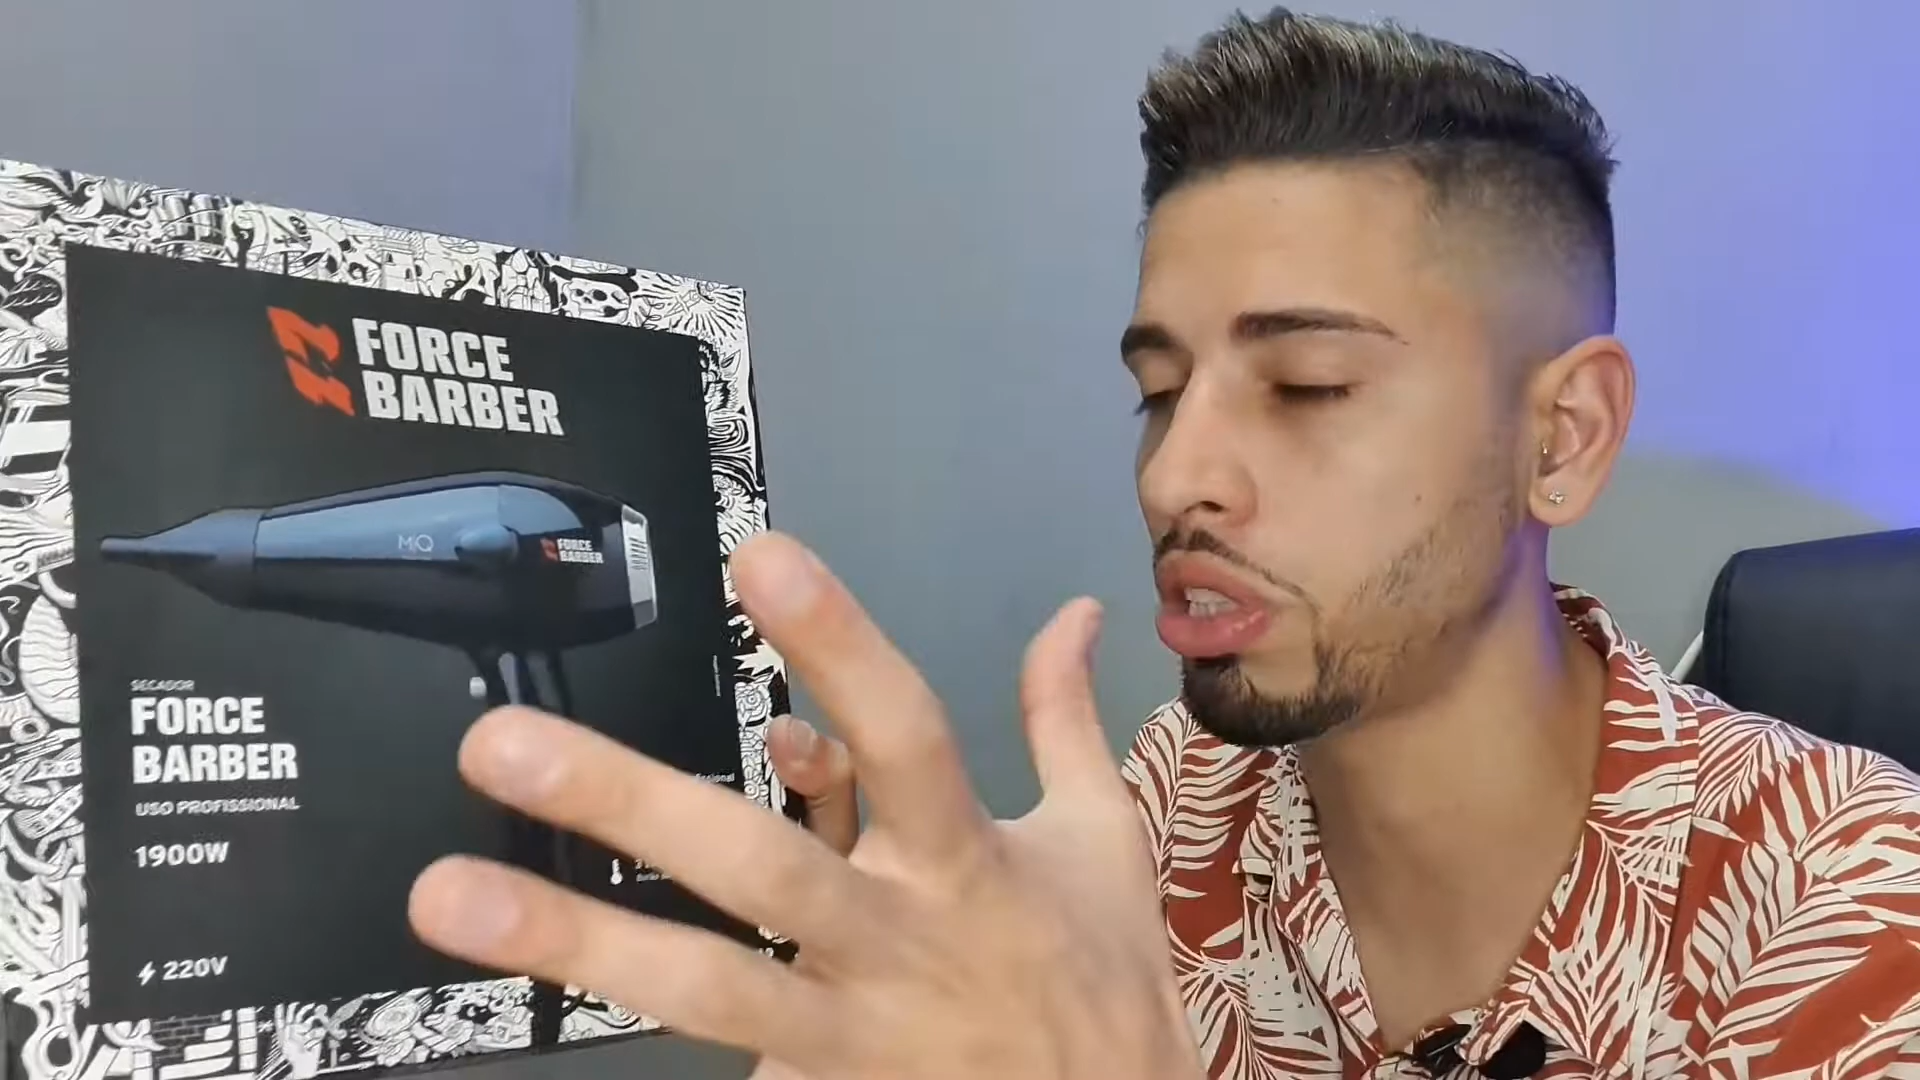 FORCE
BARBER
MQ
FORCE
BARBER
SECADOR
FORCE
BARBER
USO PROFISSIONAL
1900W
220V